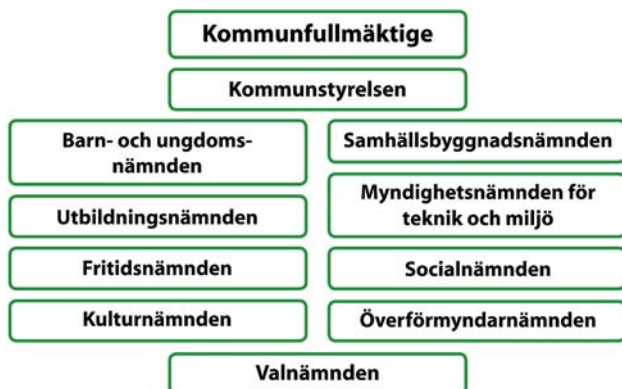 Kommunfullmäktige
Kommunstyrelsen
Barn- och ungdoms-
nämnden
Utbildningsnämnden
Fritidsnämnden
Kulturnämnden
Samhällsbyggnadsnämnden
Myndighetsnämnden för
teknik och miljö
Socialnämnden
Överförmyndarnämnden
Valnämnden